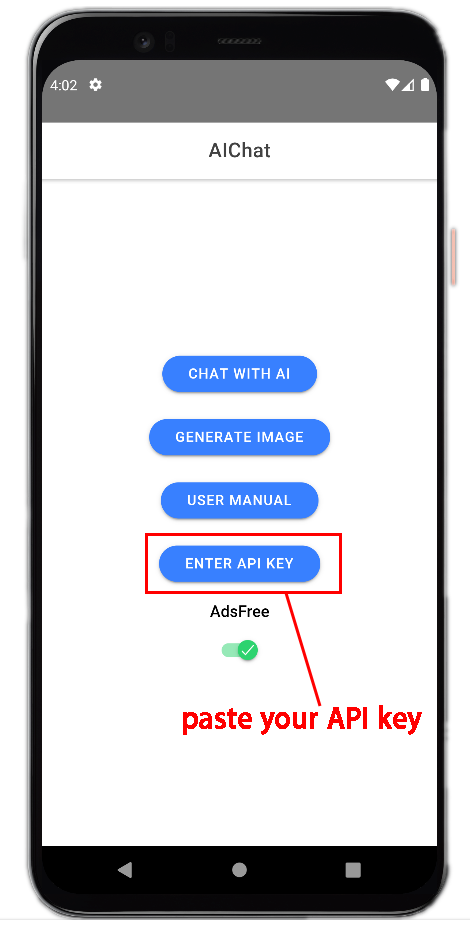 4:02
AIChat
CHAT WITH AI
GENERATE IMAGE
USER MANUAL
ENTER API KEY
AdsFree
paste your API key